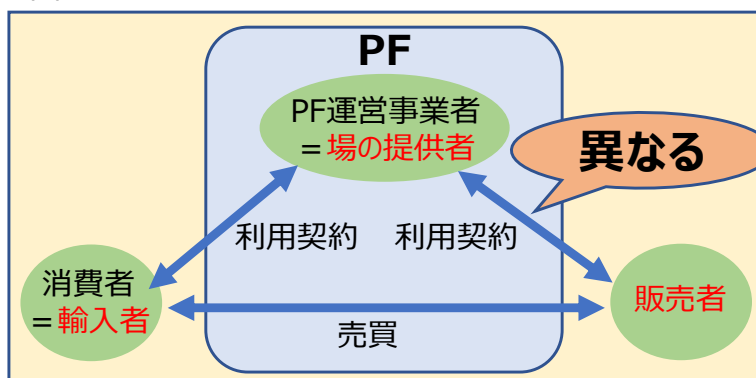 PF
PF運営事業者
=場の提供者
異なる
利用契約
利用契約
消費者
=輸入者
販売者
売買